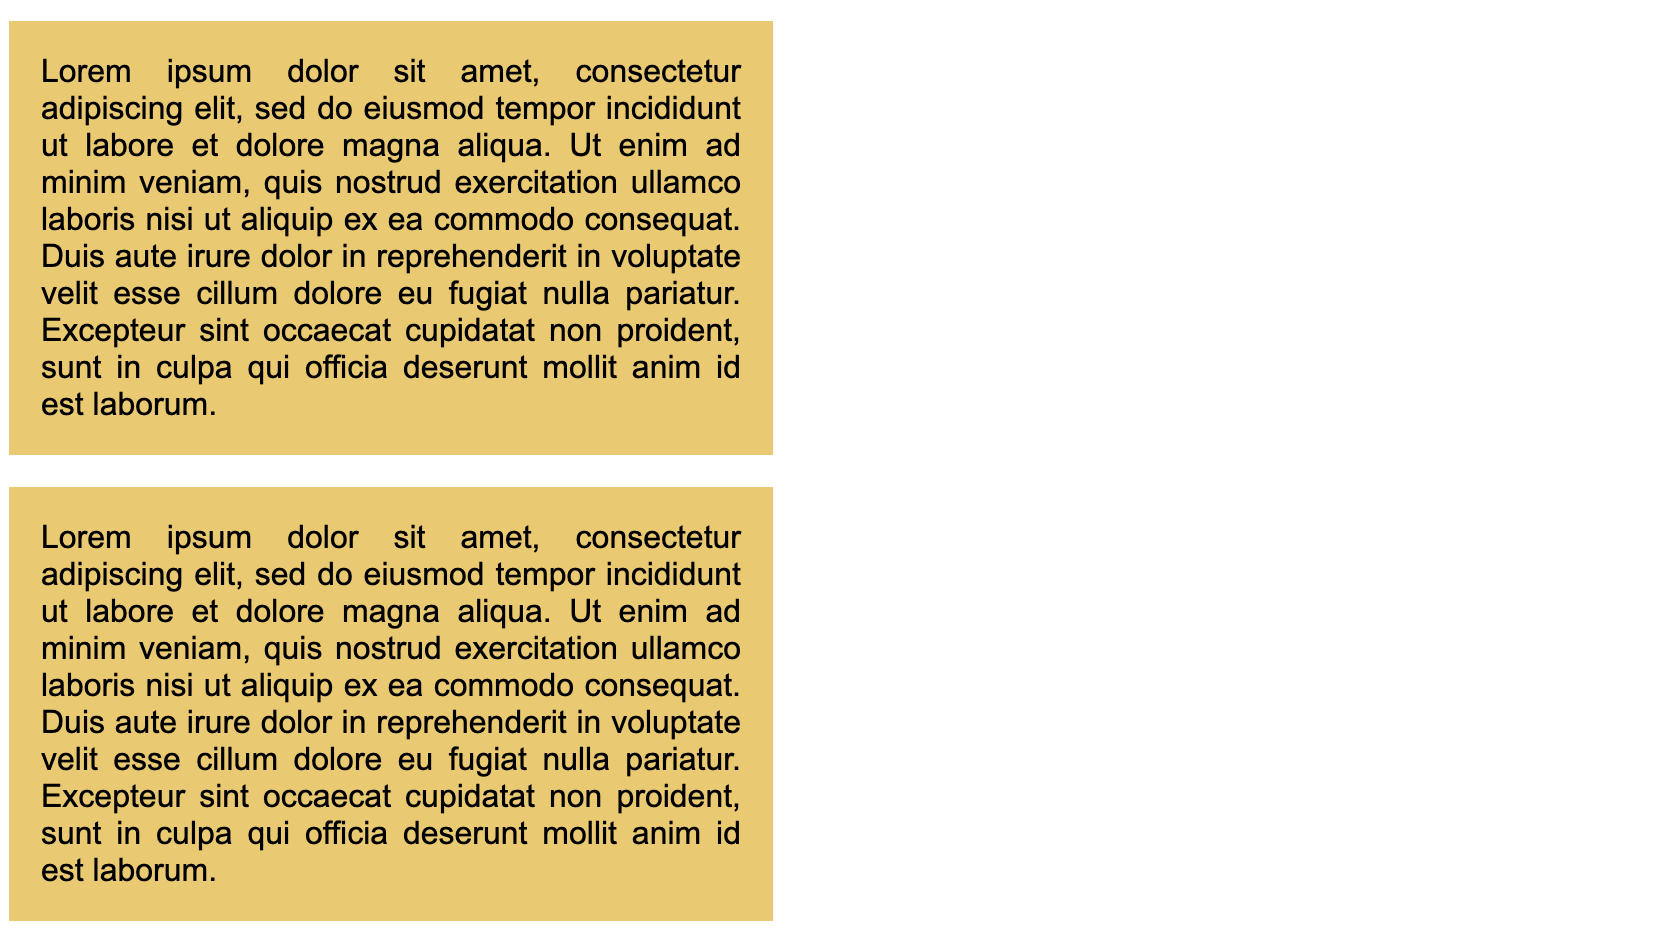 Lorem ipsum dolor sit amet, consectetur
adipiscing elit, sed do eiusmod tempor incididunt
ut labore et dolore magna aliqua. Ut enim ad
minim veniam, quis nostrud exercitation ullamco
laboris nisi ut aliquip ex ea commodo consequat.
Duis aute irure dolor in reprehenderit in voluptate
velit esse cillum dolore eu fugiat nulla pariatur.
Excepteur sint occaecat cupidatat non proident,
sunt in culpa qui officia deserunt mollit anim id
est laborum.
Lorem ipsum dolor sit amet, consectetur
adipiscing elit, sed do eiusmod tempor incididunt
ut labore et dolore magna aliqua. Ut enim ad
minim veniam, quis nostrud exercitation ullamco
laboris nisi ut aliquip ex ea commodo consequat.
Duis aute irure dolor in reprehenderit in voluptate
velit esse cillum dolore eu fugiat nulla pariatur.
Excepteur sint occaecat cupidatat non proident,
sunt in culpa qui officia deserunt mollit anim id
est laborum.